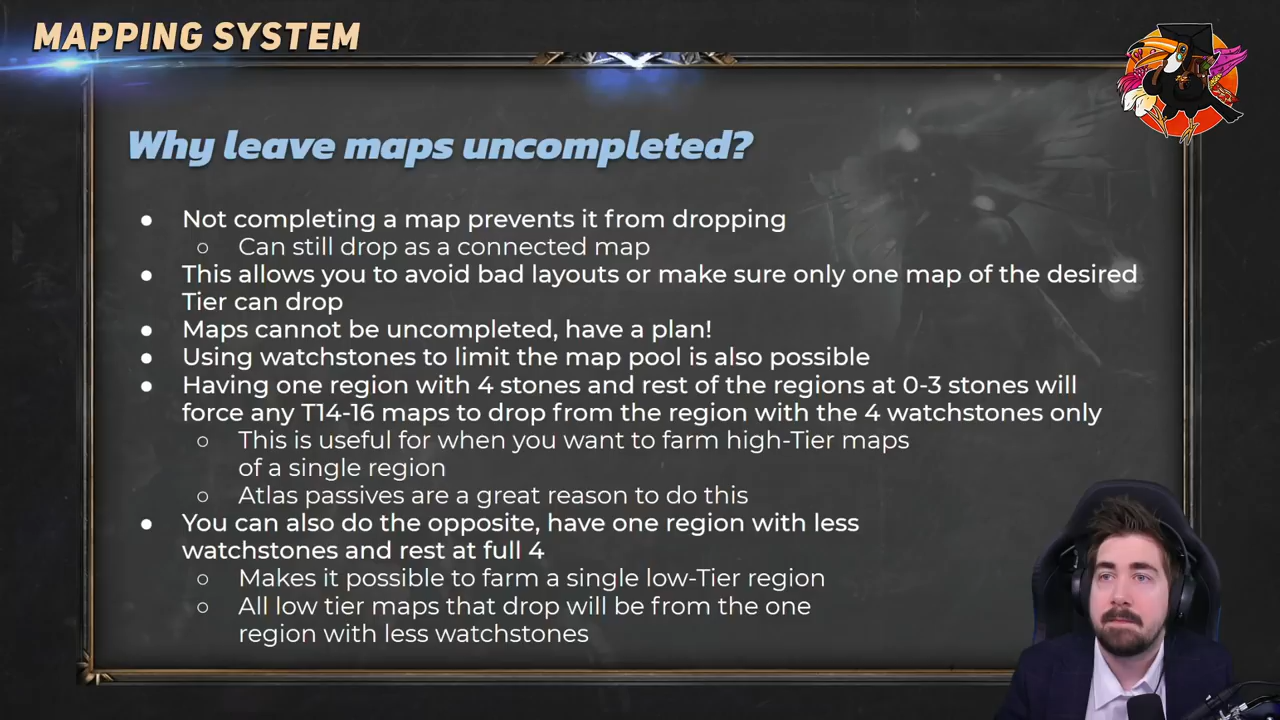 MAPPING SYSTEM
Why leave maps uncompleted?
● Not completing a map prevents it from dropping
○ Can still drop as a connected map
● This allows you to avoid bad layouts or make sure only one map of the desired
Tier can drop
● Maps cannot be uncompleted, have a plan!
● Using watchstones to limit the map pool is also possible
● Having one region with 4 stones and rest of the regions at 0-3 stones will
force any T14-16 maps to drop from the region with the 4 watchstones only
○ This is useful for when you want to farm high-Tier maps
of a single region
○ Atlas passives are a great reason to do this
● You can also do the opposite, have one region with less
watchstones and rest at full 4
○ Makes it possible to farm a single low-Tier region
○ All low tier maps that drop will be from the one
region with less watchstones